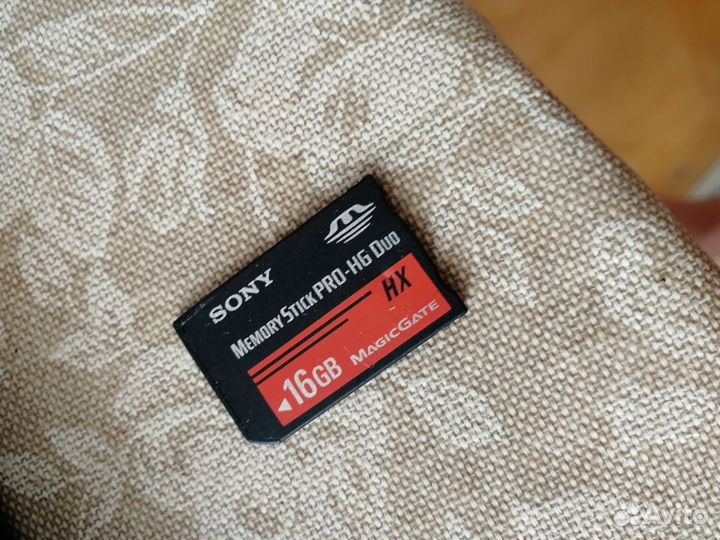 SONY
MEMORY STICK PRO-HG DUO
HX
16GB MAGICGATE
Avito